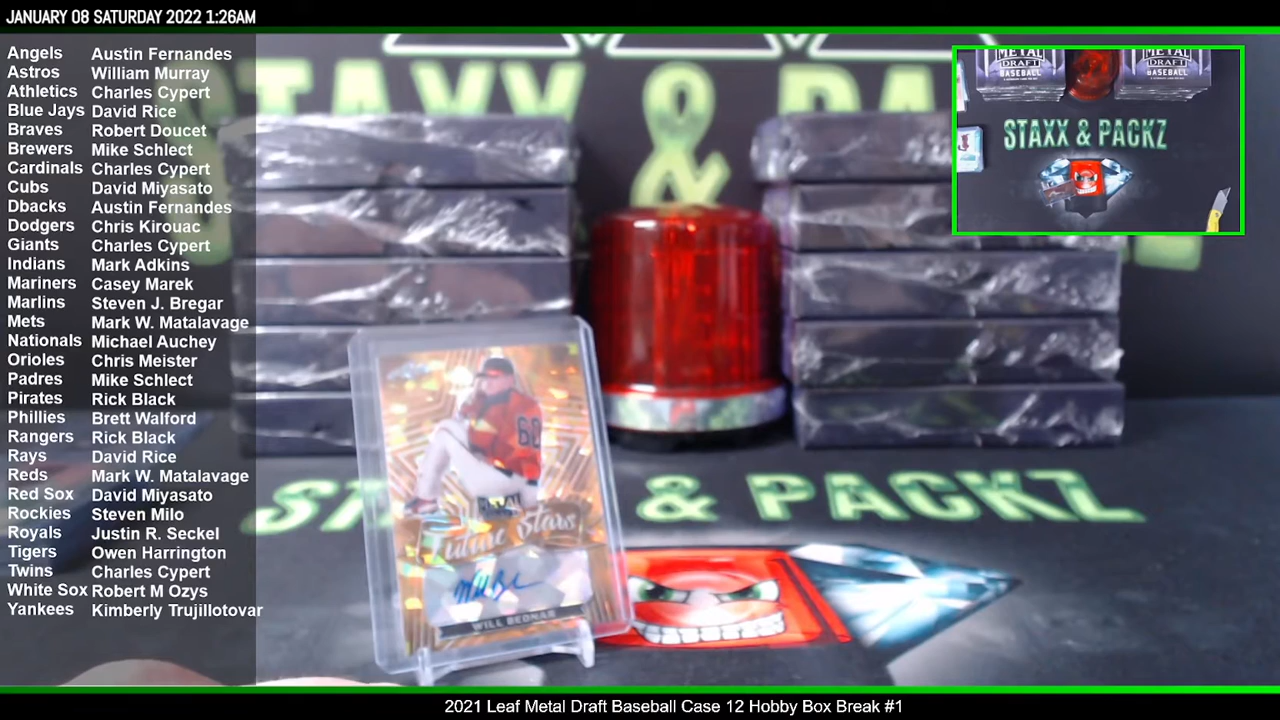 JANUARY 08 SATURDAY 2022 1:26AM
Angels Austin Fernandes
Astros William Murray
Athletics Charles Cypert
Blue Jays David Rice
Braves Robert Doucet
Brewers Mike Schlect
Cardinals Charles Cypert
Cubs David Miyasato
Dbacks Austin Fernandes
Dodgers Chris Kirouac
Giants Charles Cypert
Indians Mark Adkins
Mariners Casey Marek
Marlins Steven J. Bregar
Mets Mark W. Matalavage
Nationals Michael Auchey
Orioles Chris Meister
Padres Mike Schlect
Pirates Rick Black
Phillies Brett Walford
Rangers Rick Black
Rays David Rice
Reds Mark W. Matalavage
Red Sox David Miyasato
Rockies Steven Milo
Royals Justin R. Seckel
Tigers Owen Harrington
Twins Charles Cypert
White Sox Robert M Ozys
Yankees Kimberly Trujillotovar
METAL DRAFT BASEBALL
METAL DRAFT BASEBALL
STAXX & PACKZ
STAXX & PA
ST & PACKZ
60
METAL
Future Stars
WILL BEDNAR
2021 Leaf Metal Draft Baseball Case 12 Hobby Box Break #1